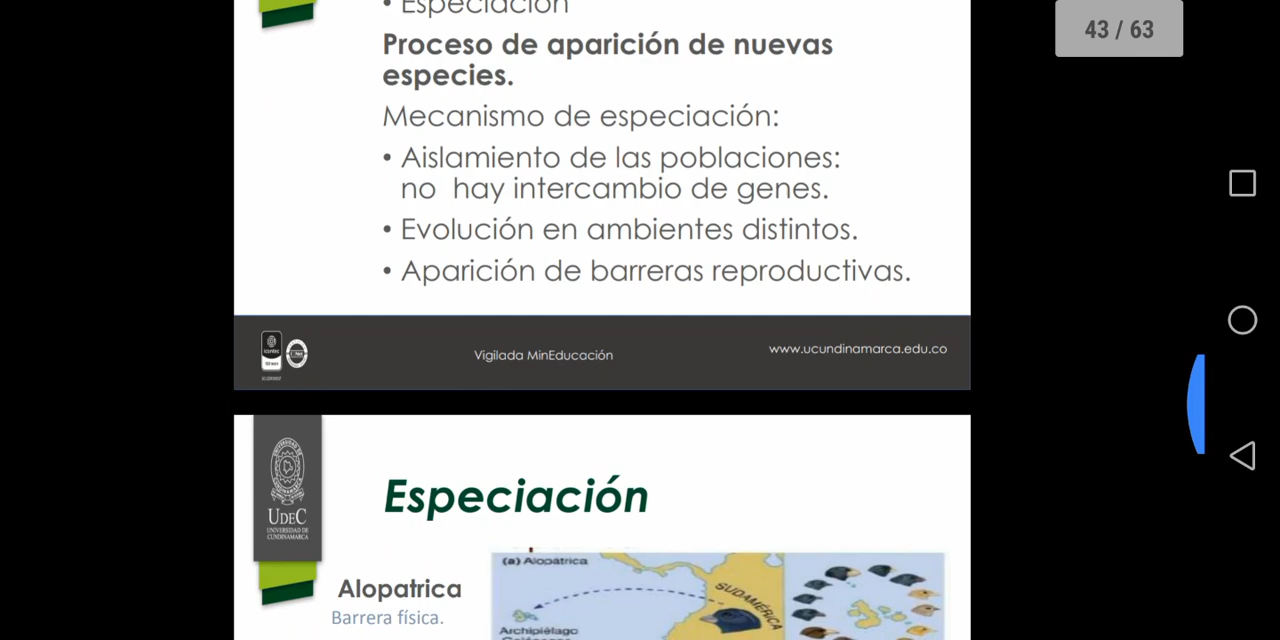 • Especiación
43 / 63
Proceso de aparición de nuevas
especies.
Mecanismo de especiación:
• Aislamiento de las poblaciones:
no hay intercambio de genes.
• Evolución en ambientes distintos.
• Aparición de barreras reproductivas.
icontec
Vigilada MinEducación
www.ucundinamarca.edu.co
UDEC
UNIVERSIDAD DE
CUNDINAMARCA
Especiación
(a) Alopátrica
Alopatrica
Barrera física.
SUDAMÉRICA
Archipiélago